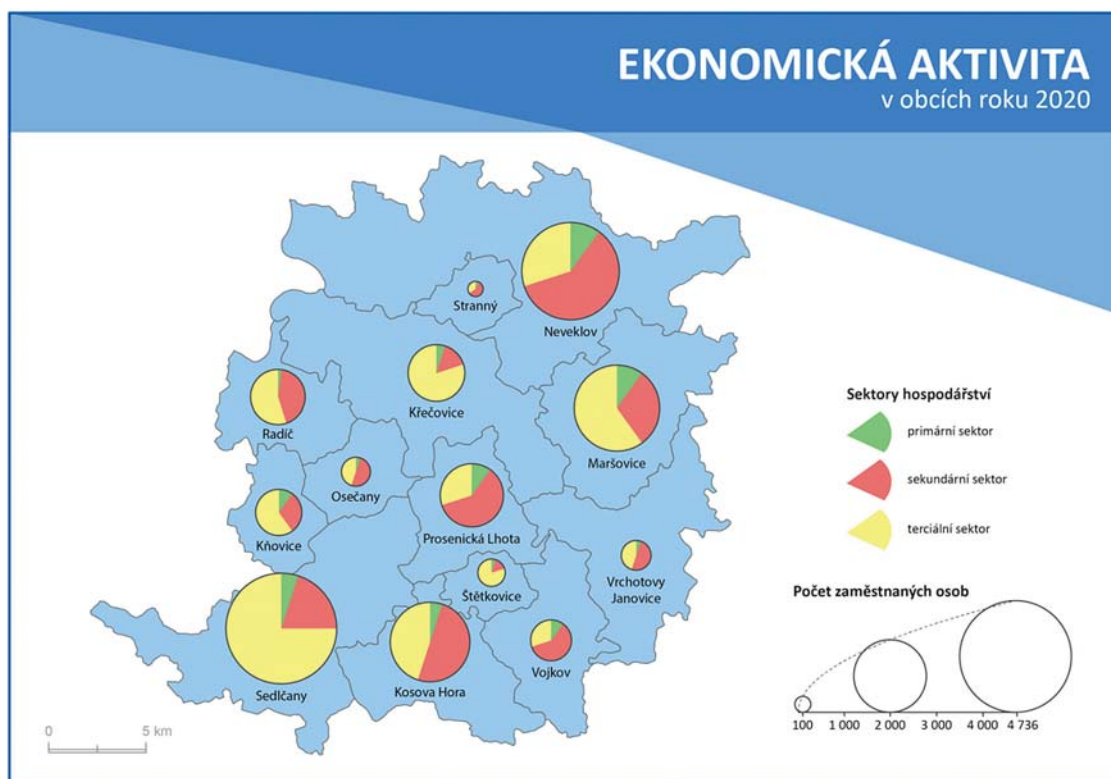 EKONOMICKÁ AKTIVITA
v obcích roku 2020
Stranný
Neveklov
Křečovice
Radíč
Maršovice
Osečany
Kňovice
Prosenická Lhota
Štětkovice
Vrchotovy
Janovice
Sedlčany
Kosova Hora
Vojkov
Sektory hospodářství
primární sektor
sekundární sektor
terciální sektor
Počet zaměstnaných osob
100 1 000 2 000 3 000 4 000 4 736
0 5 km